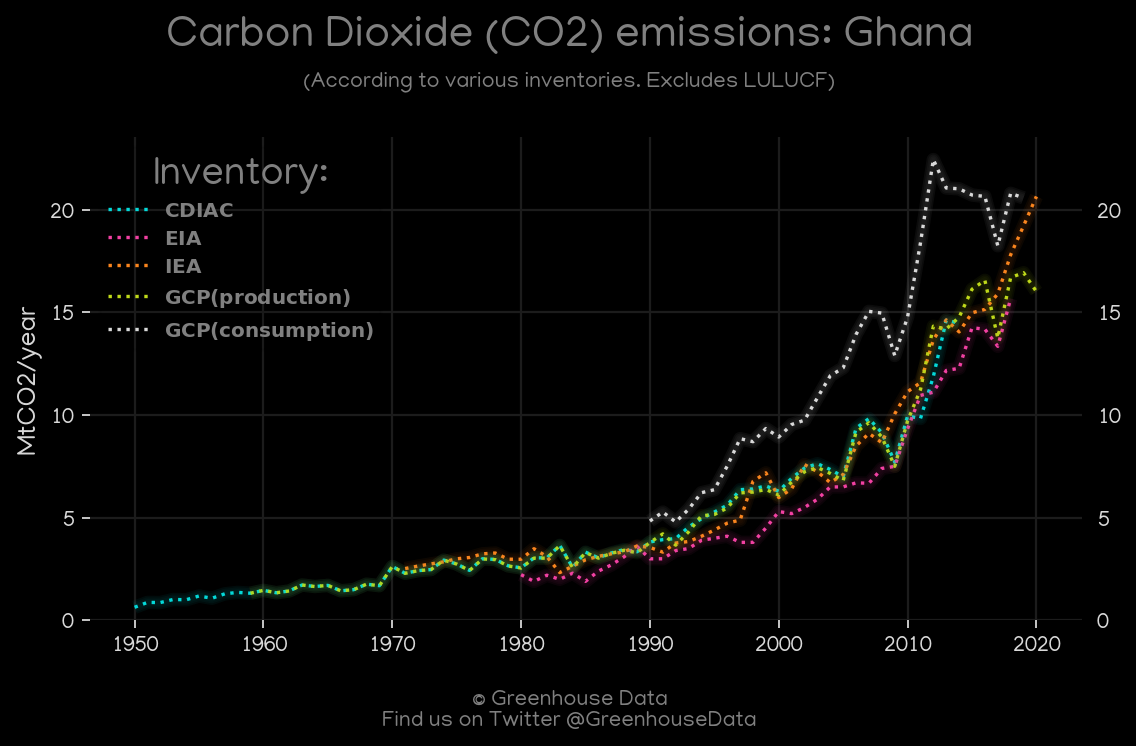 Carbon Dioxide (CO2) emissions: Ghana
(According to various inventories. Excludes LULUCF)
Inventory:
CDIAC
EIA
IEA
GCP(production)
GCP(consumption)
MtCO2/year
20
15
10
5
0
20
15
10
5
0
1950 1960 1970 1980 1990 2000 2010 2020
© Greenhouse Data
Find us on Twitter @GreenhouseData